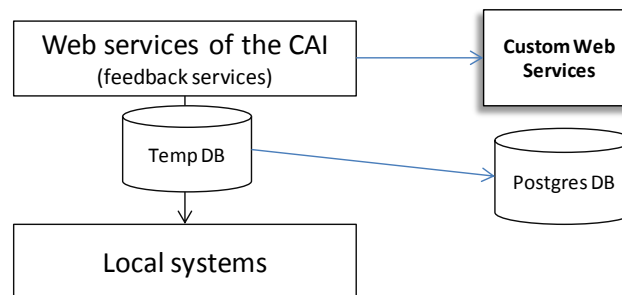 Web services of the CAI
(feedback services)
Custom Web
Services
Temp DB
Postgres DB
Local systems